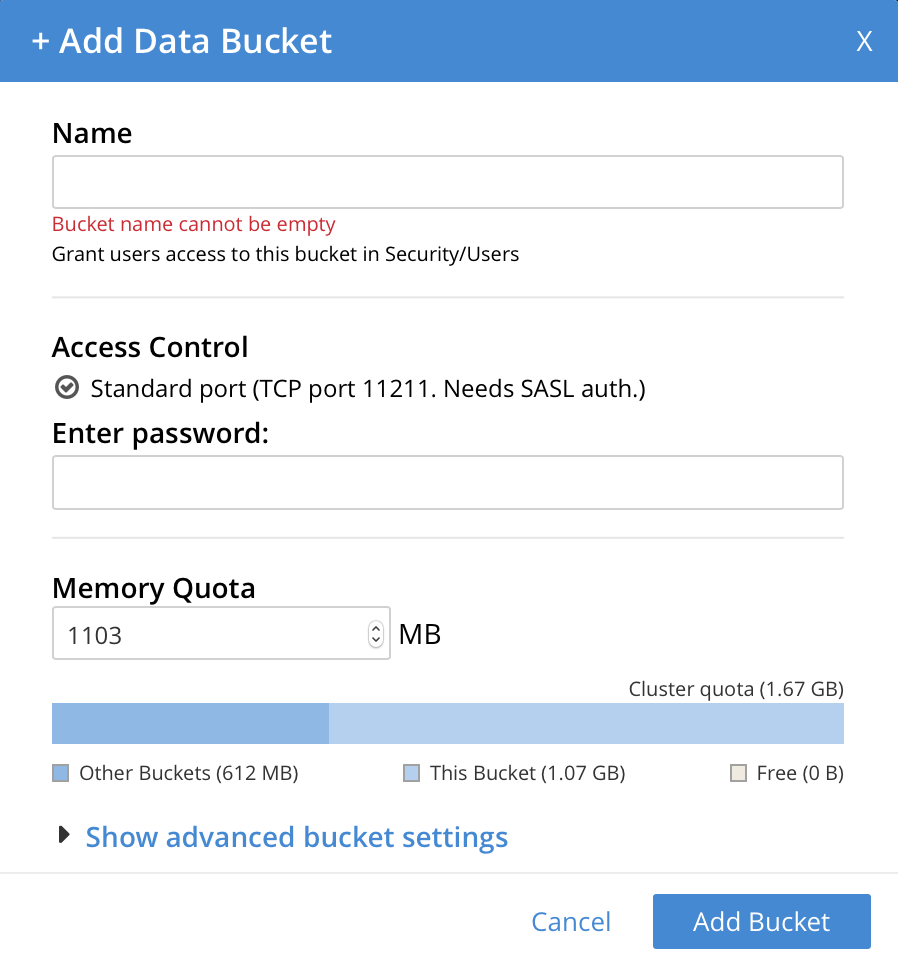 + Add Data Bucket X
Name
Bucket name cannot be empty
Grant users access to this bucket in Security/Users
Access Control
Standard port (TCP port 11211. Needs SASL auth.)
Enter password:
Memory Quota
1103 MB
Cluster quota (1.67 GB)
Other Buckets (612 MB) This Bucket (1.07 GB) Free (0 B)
Show advanced bucket settings
Cancel Add Bucket